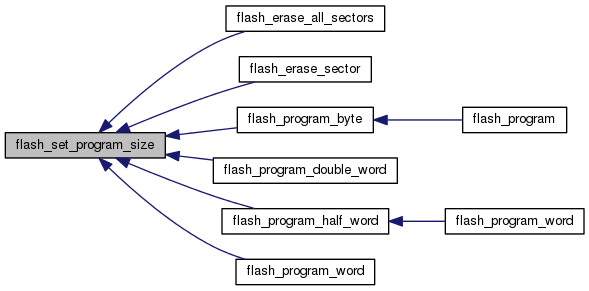 flash_erase_all_sectors
flash_erase_sector
flash_program_byte
flash_program
flash_set_program_size
flash_program_double_word
flash_program_half_word
flash_program_word
flash_program_word